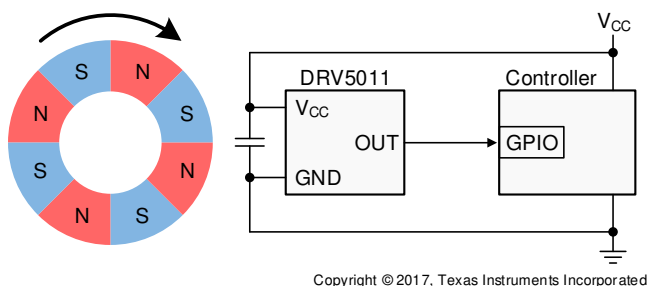 V_CC
S N
DRV5011 Controller
N S
V_CC
OUT GPIO
S N
GND
N S
Copyright © 2017, Texas Instruments Incorporated